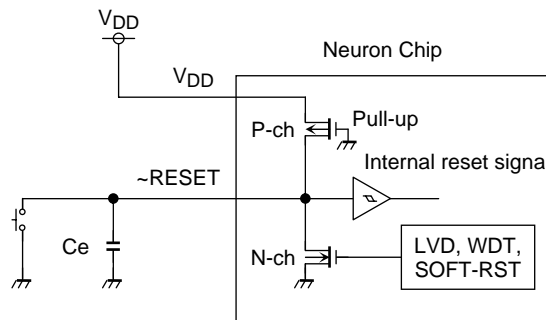 VDD
Neuron Chip
VDD
P-ch
Pull-up
Internal reset signa
~RESET
Ce
N-ch
LVD, WDT,
SOFT-RST